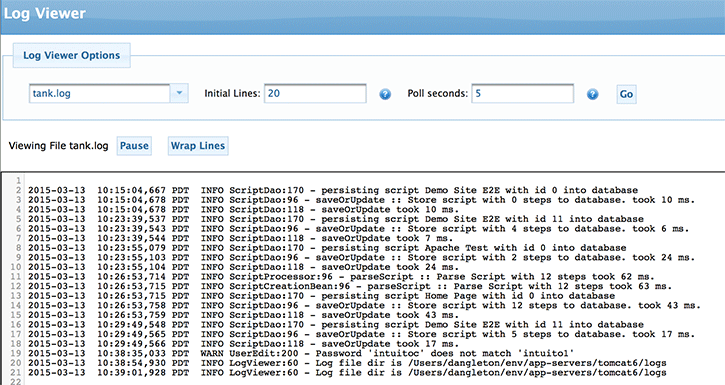 Log Viewer
Log Viewer Options
tank.log Initial Lines: 20 Poll seconds: 5 Go
Viewing File tank.log Pause Wrap Lines
1
2 2015-03-13 10:15:04,667 PDT INFO ScriptDao:170 - persisting script Demo Site E2E with id 0 into database
3 2015-03-13 10:15:04,678 PDT INFO ScriptDao:96 - saveOrUpdate :: Store script with 0 steps to database. took 10 ms.
4 2015-03-13 10:15:04,678 PDT INFO ScriptDao:118 - saveOrUpdate took 10 ms.
5 2015-03-13 10:23:39,537 PDT INFO ScriptDao:170 - persisting script Demo Site E2E with id 11 into database
6 2015-03-13 10:23:39,543 PDT INFO ScriptDao:96 - saveOrUpdate :: Store script with 4 steps to database. took 6 ms.
7 2015-03-13 10:23:39,544 PDT INFO ScriptDao:118 - saveOrUpdate took 7 ms.
8 2015-03-13 10:23:55,079 PDT INFO ScriptDao:170 - persisting script Apache Test with id 0 into database
9 2015-03-13 10:23:55,103 PDT INFO ScriptDao:96 - saveOrUpdate :: Store script with 2 steps to database. took 24 ms.
10 2015-03-13 10:23:55,104 PDT INFO ScriptDao:118 - saveOrUpdate took 24 ms.
11 2015-03-13 10:26:53,714 PDT INFO ScriptProcessor:96 - parseScript :: Parse Script with 12 steps took 62 ms.
12 2015-03-13 10:26:53,715 PDT INFO ScriptCreationBean:96 - parseScript :: Parse Script with 12 steps took 63 ms.
13 2015-03-13 10:26:53,715 PDT INFO ScriptDao:170 - persisting script Home Page with id 0 into database
14 2015-03-13 10:26:53,758 PDT INFO ScriptDao:96 - saveOrUpdate :: Store script with 12 steps to database. took 43 ms.
15 2015-03-13 10:26:53,759 PDT INFO ScriptDao:118 - saveOrUpdate took 43 ms.
16 2015-03-13 10:29:49,548 PDT INFO ScriptDao:170 - persisting script Demo Site E2E with id 11 into database
17 2015-03-13 10:29:49,565 PDT INFO ScriptDao:96 - saveOrUpdate :: Store script with 5 steps to database. took 17 ms.
18 2015-03-13 10:29:49,566 PDT INFO ScriptDao:118 - saveOrUpdate took 17 ms.
19 2015-03-13 10:38:35,033 PDT WARN UserEdit:200 - Password 'intuitoc' does not match 'intuito1'
20 2015-03-13 10:38:54,930 PDT INFO LogViewer:60 - Log file dir is /Users/dangleton/env/app-servers/tomcat6/logs
21 2015-03-13 10:39:01,928 PDT INFO LogViewer:60 - Log file dir is /Users/dangleton/env/app-servers/tomcat6/logs
22